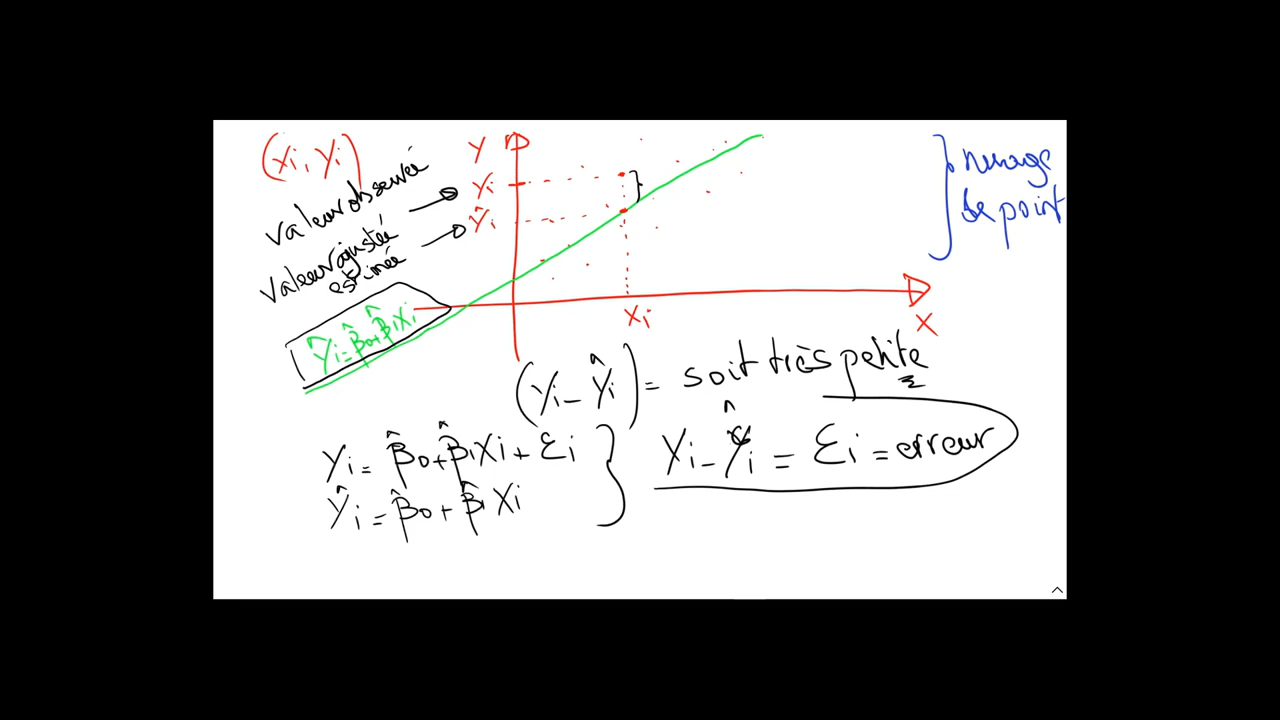 (xi, yi)
valeur observée
valeur ajustée
estimée
Y
Yi
Ŷi
Xi
X
nuage
de point
Ŷi = β̂0 + β̂1Xi
(Yi - Ŷi) = soit très petite
Yi = β̂0 + β̂1Xi + εi
Ŷi = β̂0 + β̂1Xi
Yi - Ŷi = εi = erreur